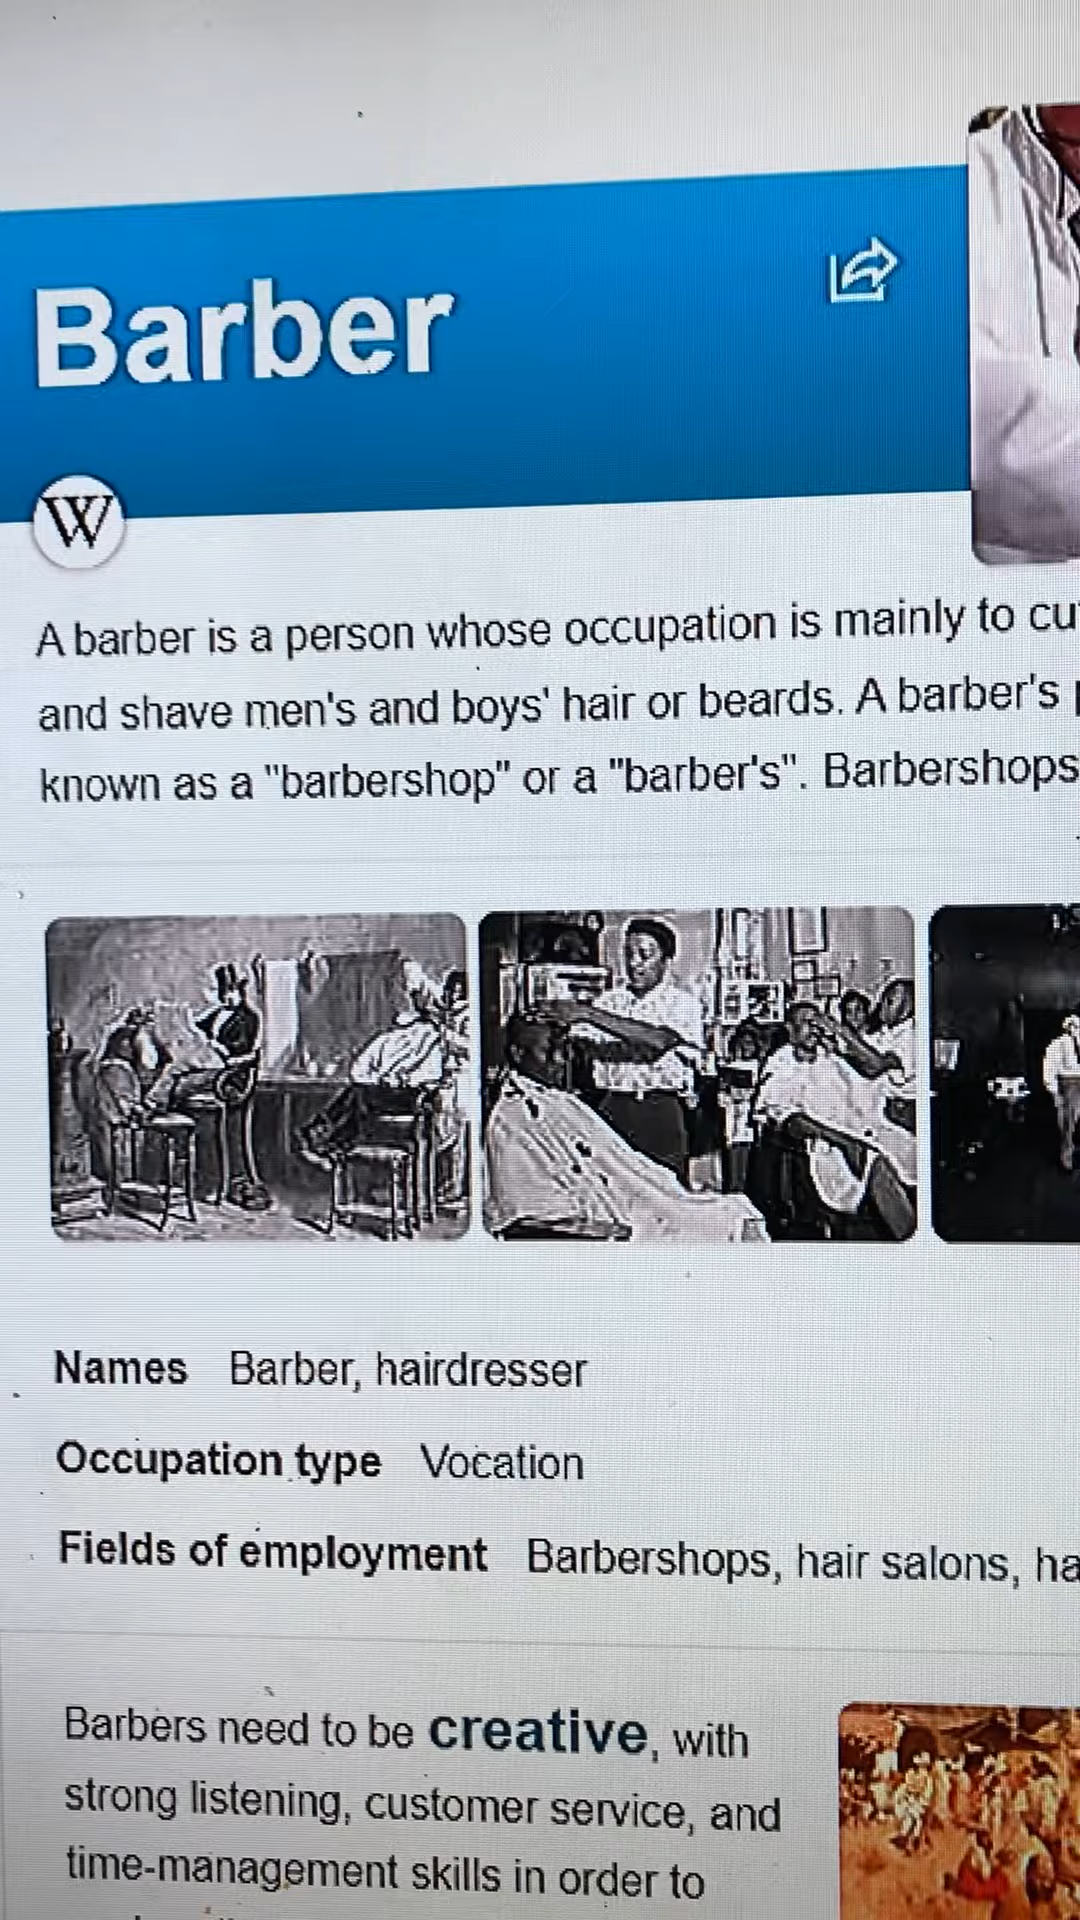 Barber
W
A barber is a person whose occupation is mainly to
and shave men's and boys' hair or beards. A barber's
known as a "barbershop" or a "barber's". Barbershops
Names Barber, hairdresser
Occupation type Vocation
Fields of employment Barbershops, hair salons,
Barbers need to be creative, with
strong listening, customer service, and
time-management skills in order to